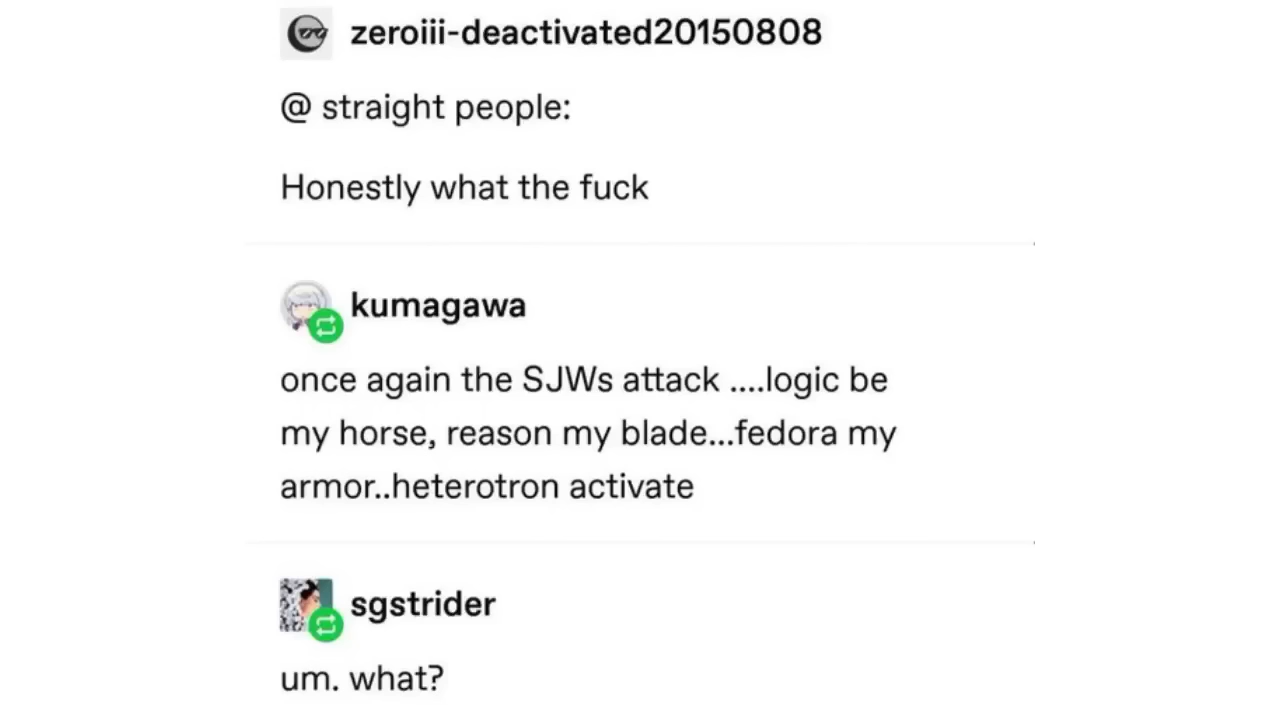 zeroiii-deactivated20150808
@ straight people:
Honestly what the fuck
kumagawa
once again the SJWs attack ....logic be
my horse, reason my blade...fedora my
armor..heterotron activate
sgstrider
um. what?